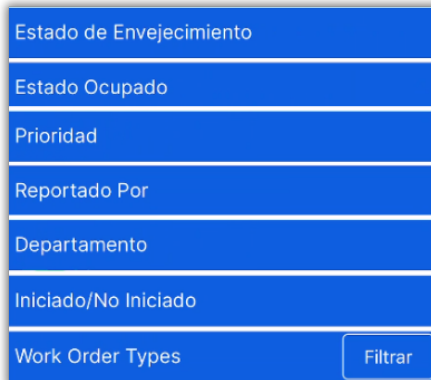 Estado de Envejecimiento
Estado Ocupado
Prioridad
Reportado Por
Departamento
Iniciado/No Iniciado
Work Order Types Filtrar